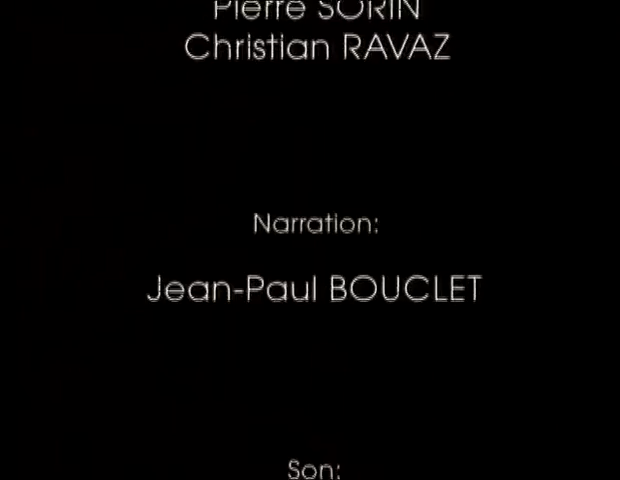 Pierre SORIN
Christian RAVAZ
Narration:
Jean-Paul BOUCLET
Son: